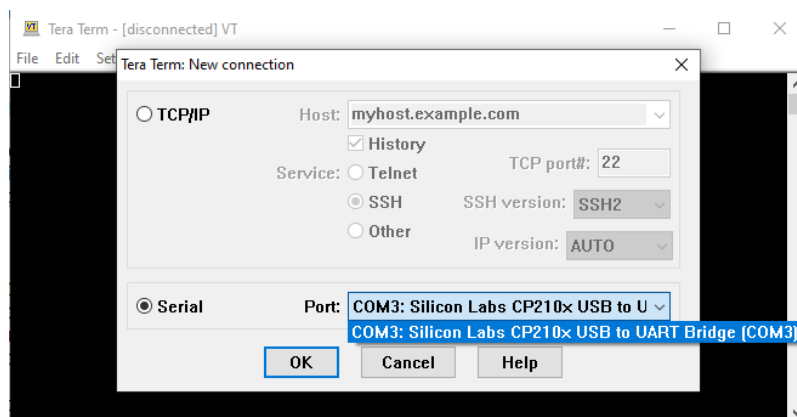 VT Tera Term - [disconnected] VT
File Edit Set
Tera Term: New connection
TCP/IP Host: myhost.example.com
History
Service: Telnet TCP port#: 22
SSH SSH version: SSH2
Other IP version: AUTO
Serial Port: COM3: Silicon Labs CP210x USB to U
COM3: Silicon Labs CP210x USB to UART Bridge (COM3)
OK Cancel Help